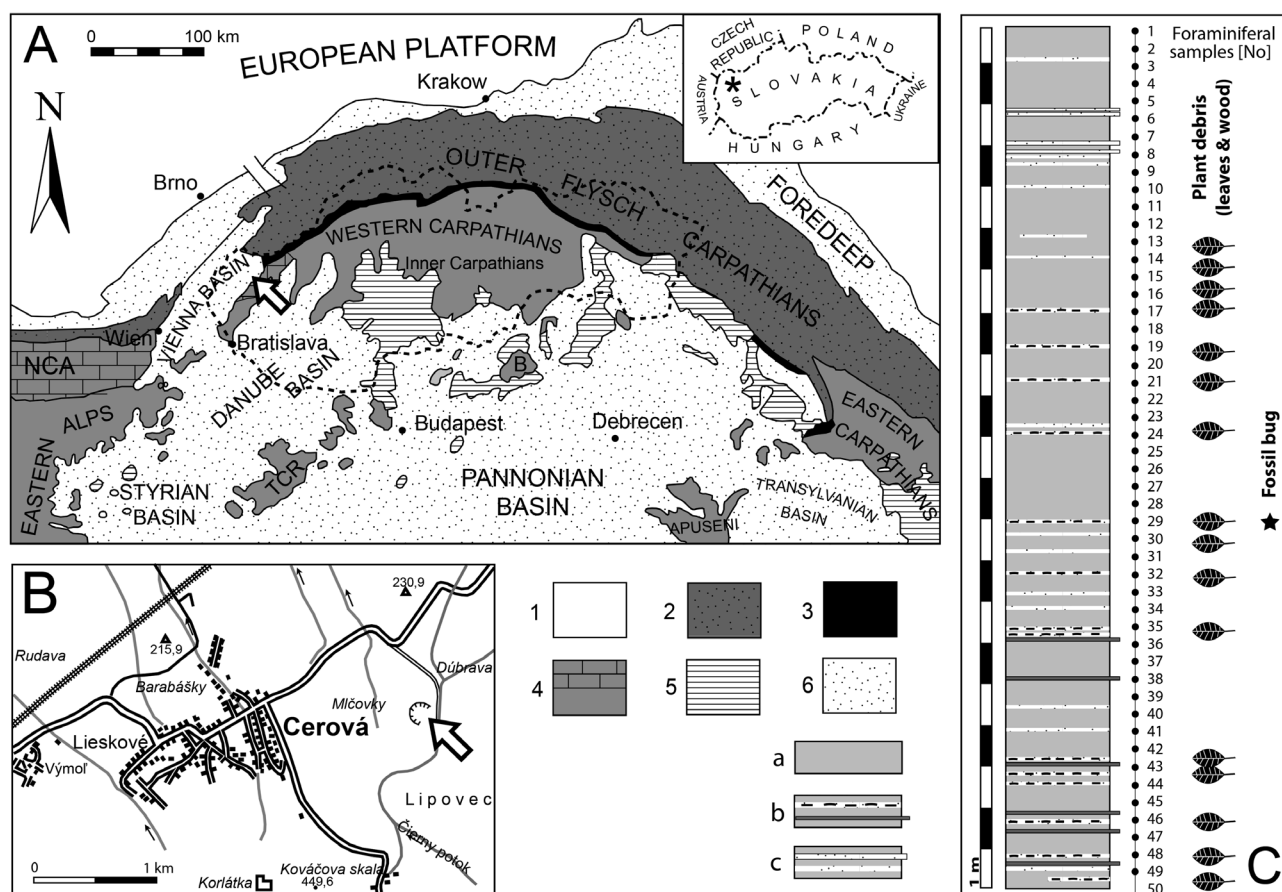 A
0 100 km
N
EUROPEAN PLATFORM
Krakow
Brno
OUTER
FLYSCH
CARPATHIANS
FOREDEEP
WESTERN CARPATHIANS
Inner Carpathians
VIENNA BASIN
Wien
Bratislava
NCA
DANUBE
BASIN
ALPS
EASTERN
B
Budapest
Debrecen
EASTERN
CARPATHIANS
TCR
STYRIAN
BASIN
PANNONIAN
BASIN
TRANSYLVANIAN
BASIN
APUSENI
CZECH
REPUBLIC
POLAND
AUSTRIA
*
SLOVAKIA
UKRAINE
HUNGARY
B
230,9
215,9
Rudava
Barabášky
Dúbrava
Mlčovky
Cerová
Lieskové
Výmoľ
Lipovec
Čierny potok
0 1 km
Korlátka
Kováčova skala
449,6
1
2
3
4
5
6
a
b
c
Foraminiferal
samples [No]
1
2
3
4
5
6
7
8
9
10
11
12
13
14
15
16
17
18
19
20
21
22
23
24
25
26
27
28
29
30
31
32
33
34
35
36
37
38
39
40
41
42
43
44
45
46
47
48
49
50
Plant debris
(leaves & wood)
Fossil bug
1 m
C